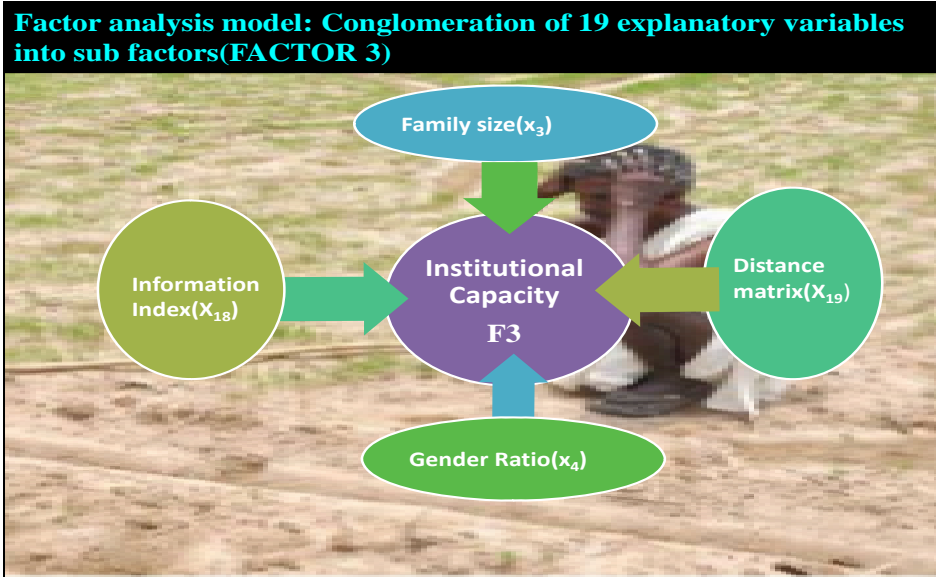 Factor analysis model: Conglomeration of 19 explanatory variables
into sub factors(FACTOR 3)
Family size(x₃)
Information
Index(X₁₈)
Institutional
Capacity
F3
Distance
matrix(X₁₉)
Gender Ratio(x₄)